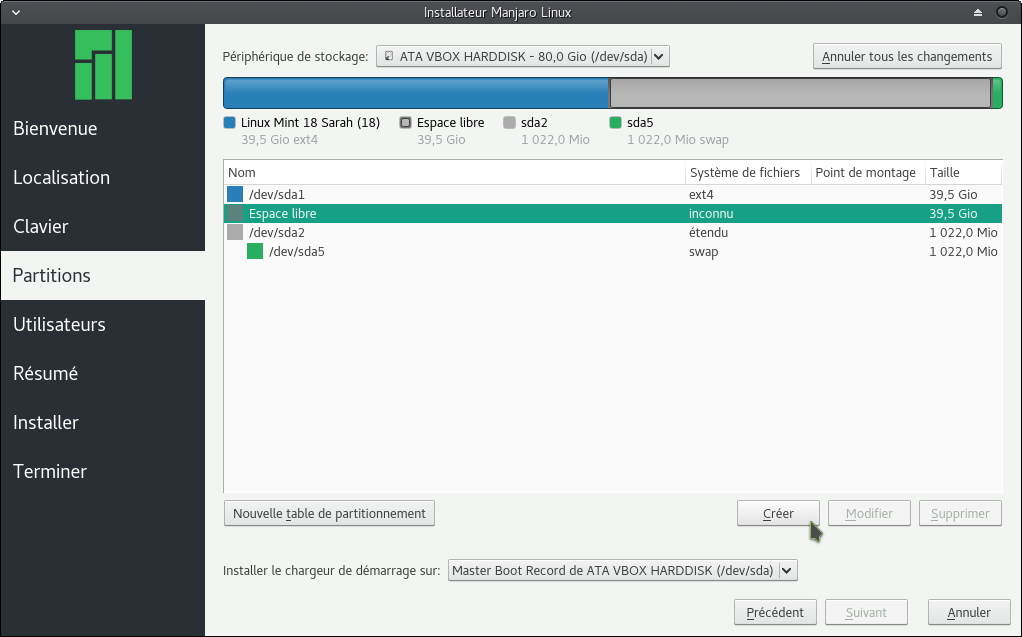 Installateur Manjaro Linux
Bienvenue
Localisation
Clavier
Partitions
Utilisateurs
Résumé
Installer
Terminer
Périphérique de stockage: ATA VBOX HARDDISK - 80,0 Gio (/dev/sda) Annuler tous les changements
Linux Mint 18 Sarah (18) Espace libre sda2 sda5
39,5 Gio ext4 39,5 Gio 1 022,0 Mio 1 022,0 Mio swap
Nom Système de fichiers Point de montage Taille
/dev/sda1 ext4 39,5 Gio
Espace libre inconnu 39,5 Gio
/dev/sda2 étendu 1 022,0 Mio
/dev/sda5 swap 1 022,0 Mio
Nouvelle table de partitionnement Créer Modifier Supprimer
Installer le chargeur de démarrage sur: Master Boot Record de ATA VBOX HARDDISK (/dev/sda)
Précédent Suivant Annuler